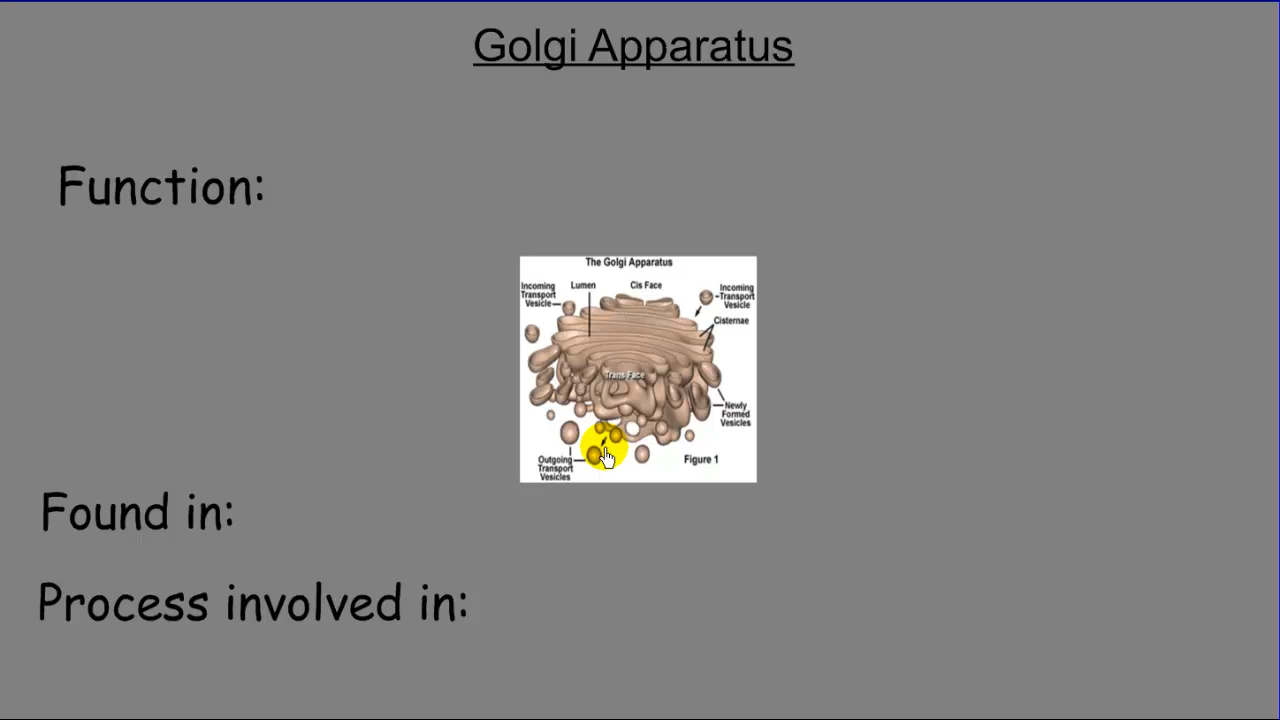 Golgi Apparatus
Function:
The Golgi Apparatus
Incoming
Transport
Vesicle
Lumen
Cis Face
Incoming
Transport
Vesicle
Cisternae
Trans Face
Newly
Formed
Vesicles
Outgoing
Transport
Vesicles
Figure 1
Found in:
Process involved in: